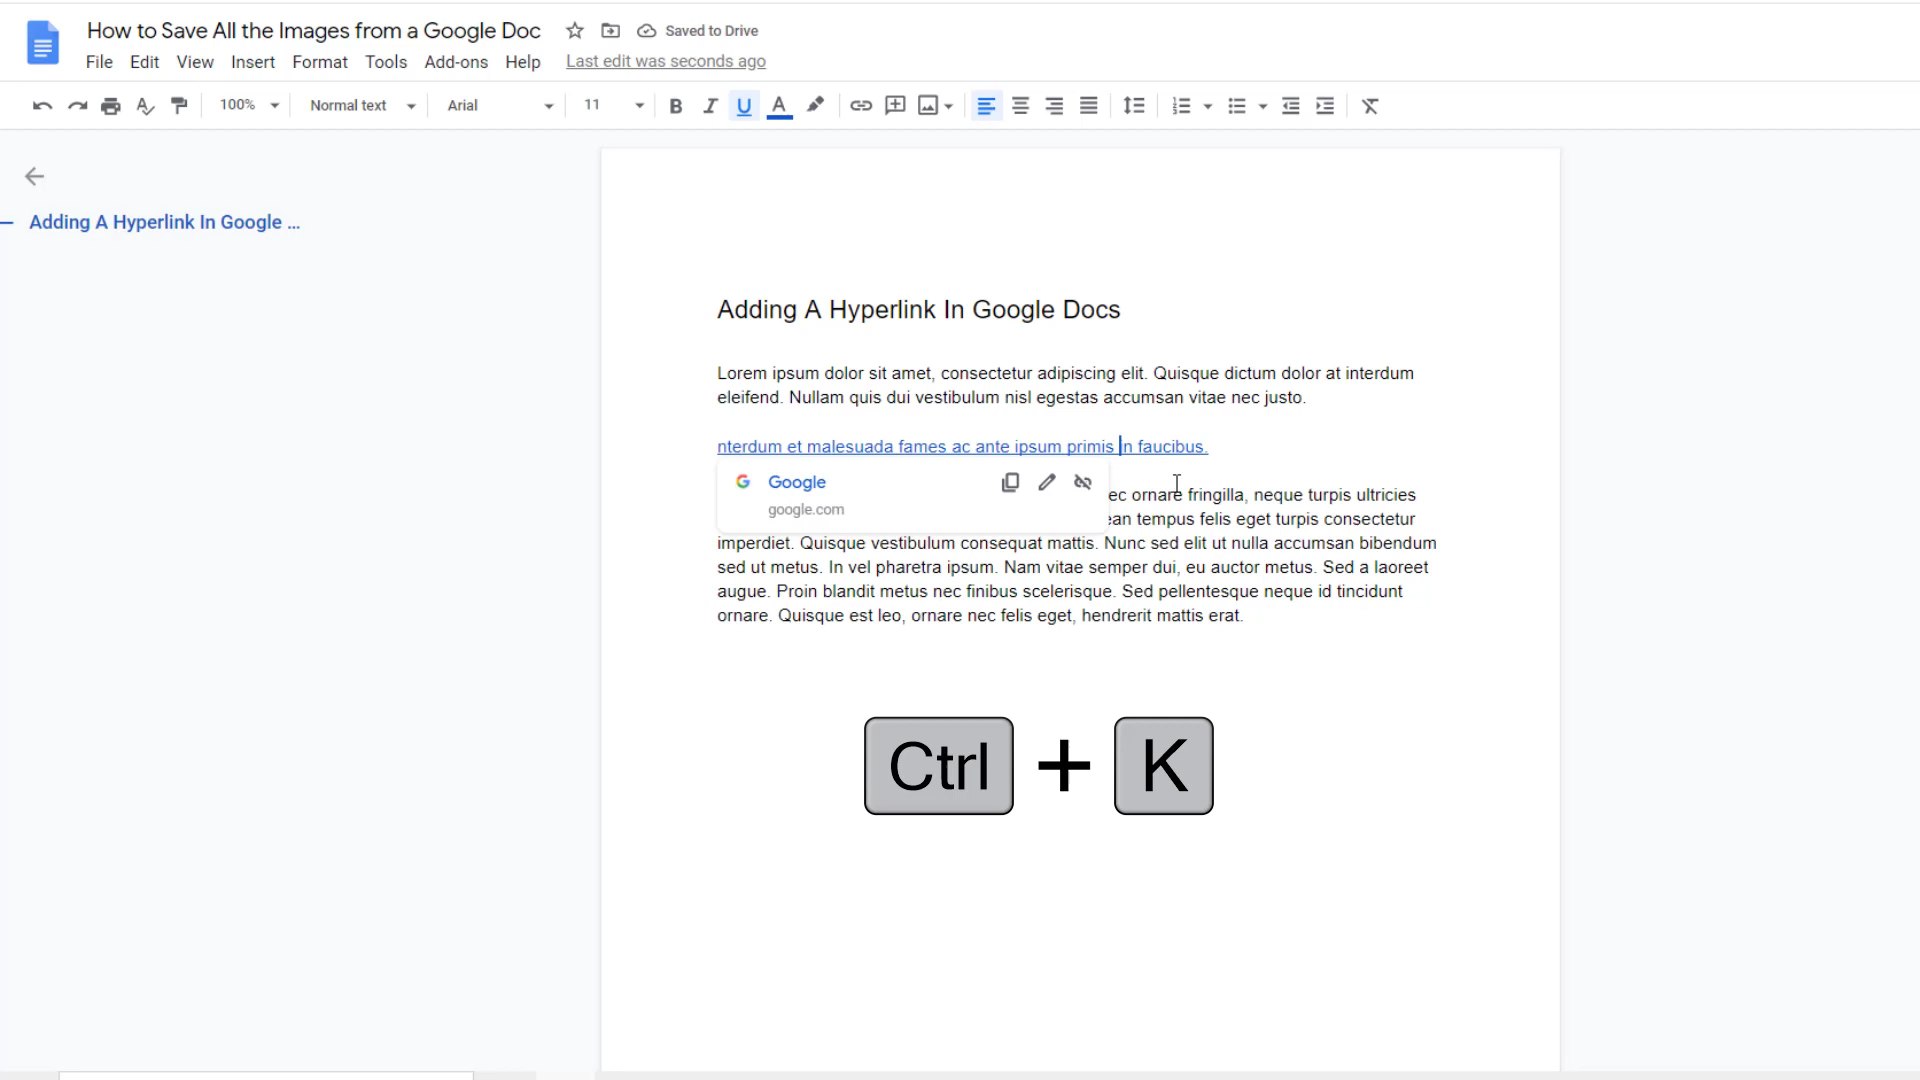 How to Save All the Images from a Google Doc Saved to Drive
File Edit View Insert Format Tools Add-ons Help Last edit was seconds ago
100% Normal text Arial 11 B I U A
Adding A Hyperlink In Google ...
Adding A Hyperlink In Google Docs
Lorem ipsum dolor sit amet, consectetur adipiscing elit. Quisque dictum dolor at interdum
eleifend. Nullam quis dui vestibulum nisl egestas accumsan vitae nec justo.
nterdum et malesuada fames ac ante ipsum primis in faucibus.
Google
google.com
ec ornare fringilla, neque turpis ultricies
ean tempus felis eget turpis consectetur
imperdiet. Quisque vestibulum consequat mattis. Nunc sed elit ut nulla accumsan bibendum
sed ut metus. In vel pharetra ipsum. Nam vitae semper dui, eu auctor metus. Sed a laoreet
augue. Proin blandit metus nec finibus scelerisque. Sed pellentesque neque id tincidunt
ornare. Quisque est leo, ornare nec felis eget, hendrerit mattis erat.
Ctrl + K